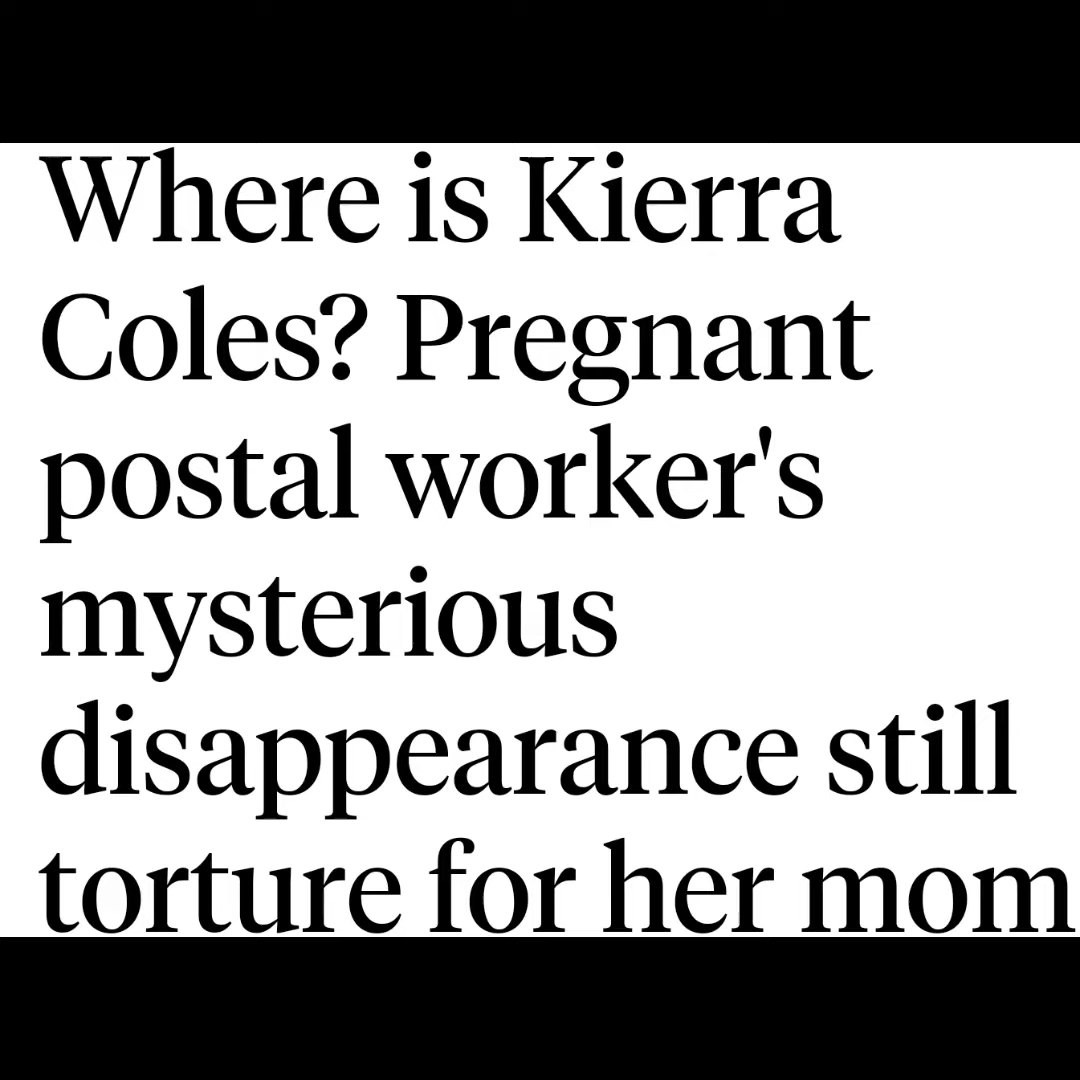 Where is Kierra
Coles? Pregnant
postal worker's
mysterious
disappearance still
torture for her mom